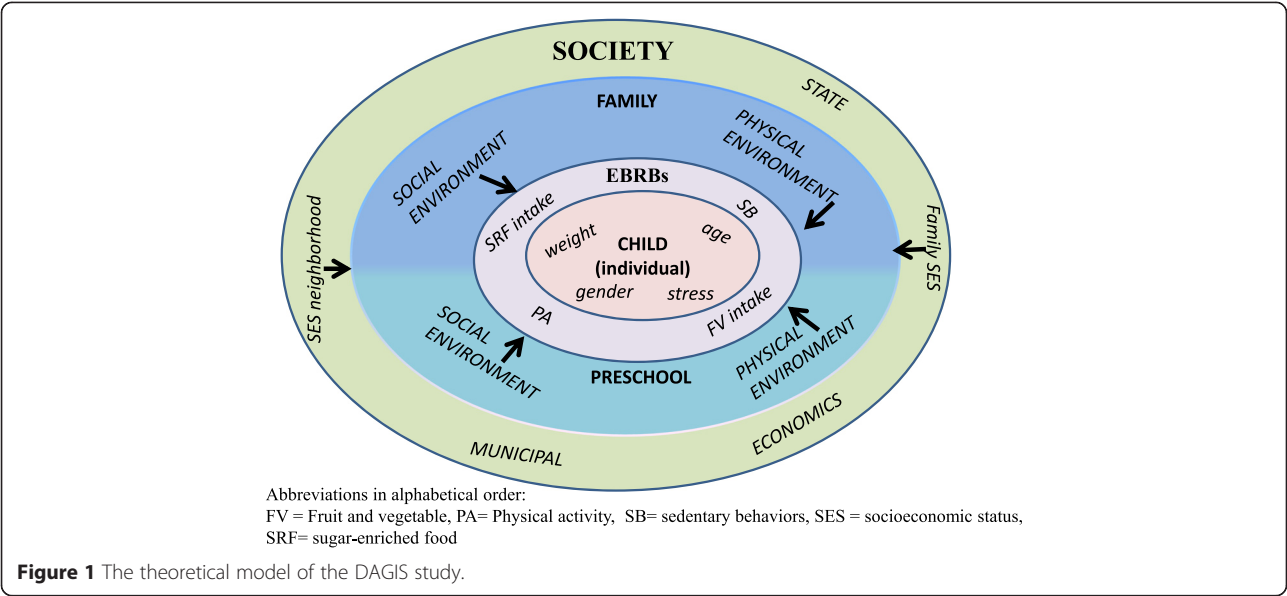 SOCIETY
STATE
FAMILY
SOCIAL
ENVIRONMENT
PHYSICAL
ENVIRONMENT
EBRBs
SRF intake
SB
weight
age
CHILD
(individual)
gender
stress
PA
FV intake
SES neighborhood
Family SES
SOCIAL
ENVIRONMENT
PHYSICAL
ENVIRONMENT
PRESCHOOL
MUNICIPAL
ECONOMICS
Abbreviations in alphabetical order:
FV = Fruit and vegetable, PA= Physical activity, SB= sedentary behaviors, SES = socioeconomic status,
SRF= sugar-enriched food
Figure 1 The theoretical model of the DAGIS study.